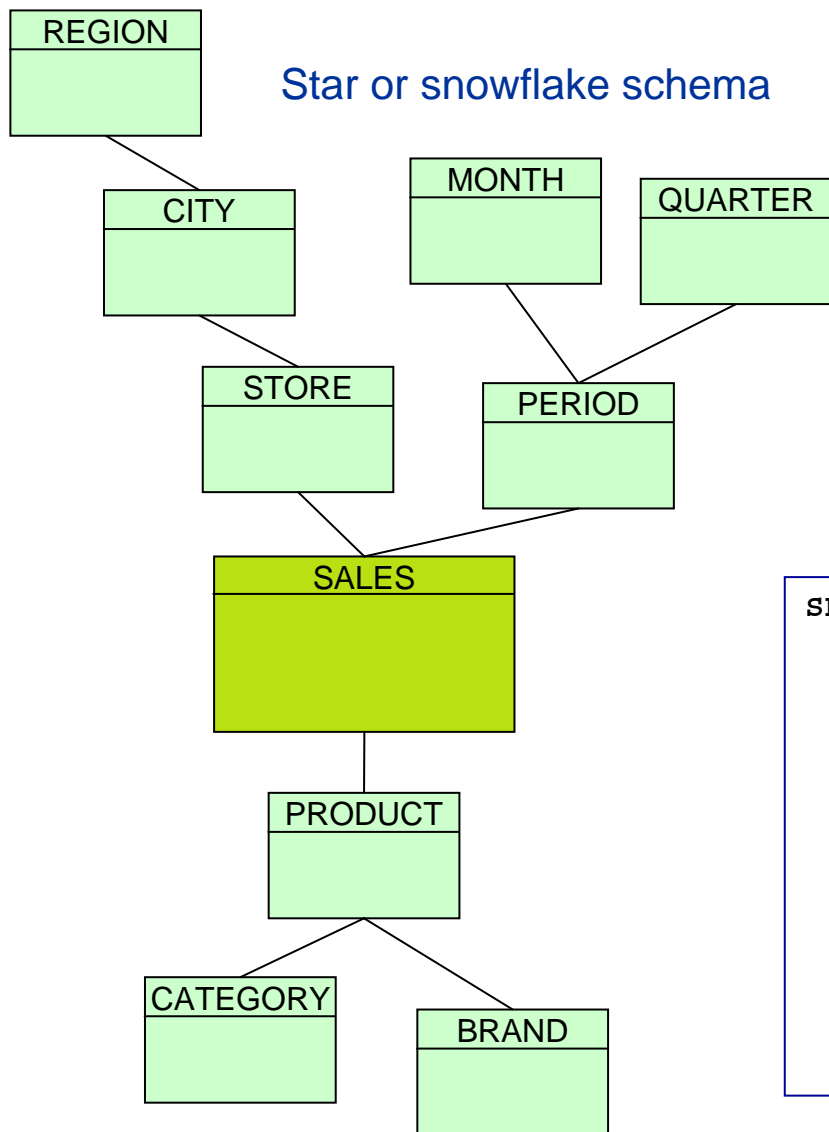 REGION
Star or snowflake schema
MONTH
QUARTER
CITY
STORE
PERIOD
SALES
PRODUCT
CATEGORY
BRAND